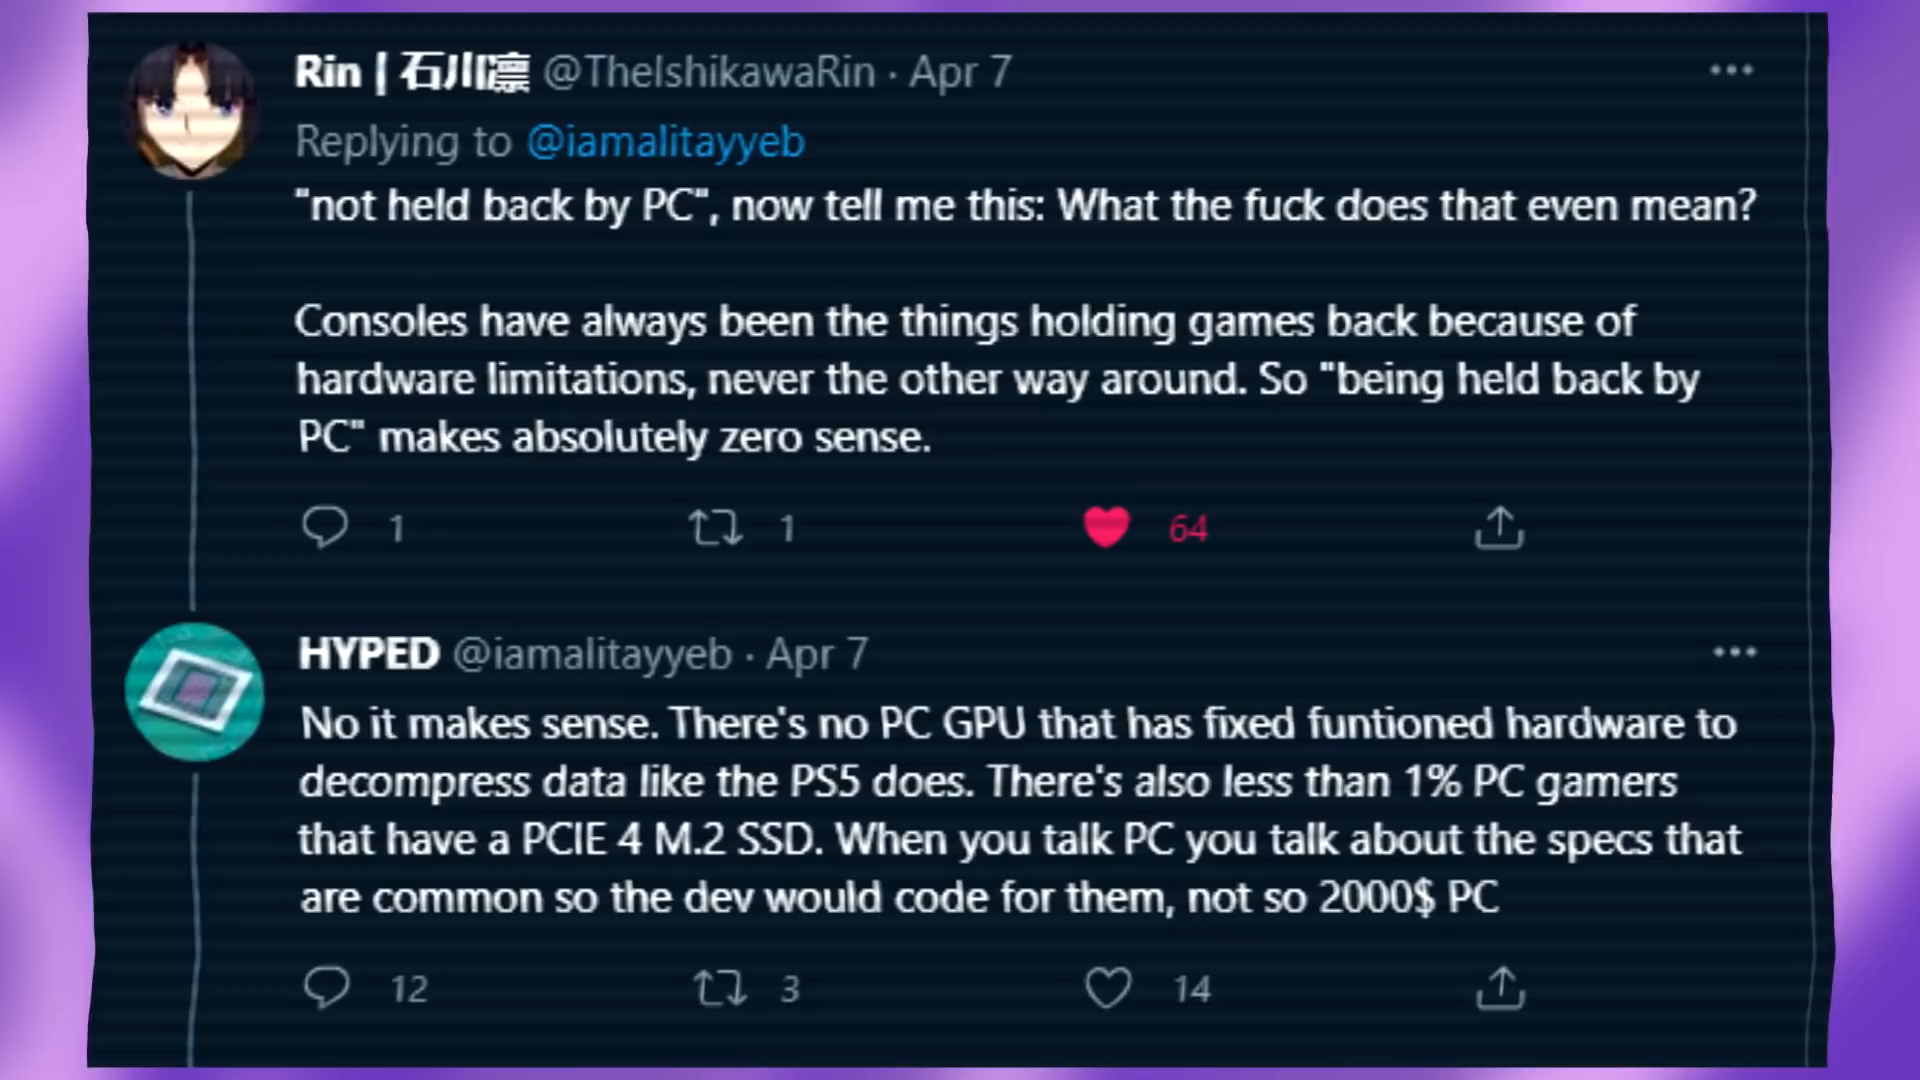 Rin | 石川凛 @TheIshikawaRin · Apr 7
Replying to @iamalitayyeb
"not held back by PC", now tell me this: What the fuck does that even mean?
Consoles have always been the things holding games back because of
hardware limitations, never the other way around. So "being held back by
PC" makes absolutely zero sense.
1 1 64
HYPED @iamalitayyeb · Apr 7
No it makes sense. There's no PC GPU that has fixed funtioned hardware to
decompress data like the PS5 does. There's also less than 1% PC gamers
that have a PCIE 4 M.2 SSD. When you talk PC you talk about the specs that
are common so the dev would code for them, not so 2000$ PC
12 3 14